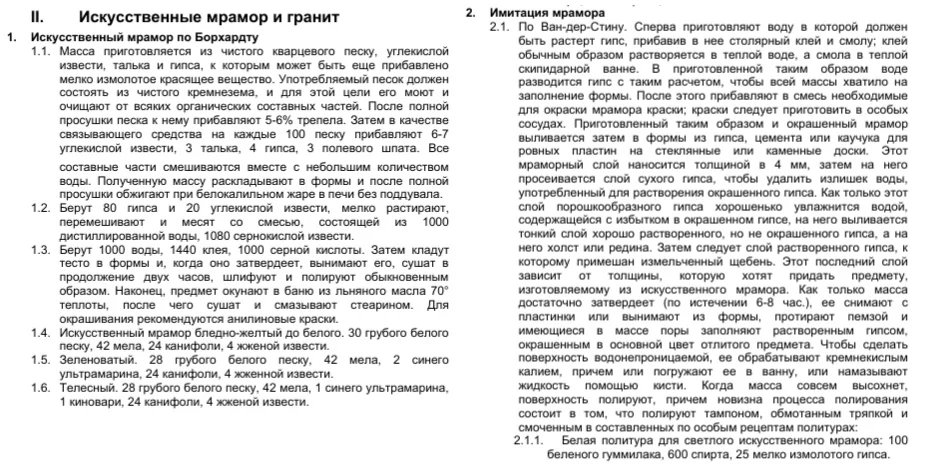 II. Искусственные мрамор и гранит
1. Искусственный мрамор по Борхардту
1.1. Масса приготовляется из чистого кварцевого песку, углекислой
извести, талька и гипса, к которым может быть еще прибавлено
мелко измолотое красящее вещество. Употребляемый песок должен
состоять из чистого кремнезема, и для этой цели его моют и
очищают от всяких органических составных частей. После полной
просушки песка к нему прибавляют 5-6% трепела. Затем в качестве
связывающего средства на каждые 100 песку прибавляют 6-7
углекислой извести, 3 талька, 4 гипса, 3 полевого шпата. Все
составные части смешиваются вместе с небольшим количеством
воды. Полученную массу раскладывают в формы и после полной
просушки обжигают при белокалильном жаре в печи без поддувала.
1.2. Берут 80 гипса и 20 углекислой извести, мелко растирают,
перемешивают и месят со смесью, состоящей из 1000
дистиллированной воды, 1080 сернокислой извести.
1.3. Берут 1000 воды, 1440 клея, 1000 серной кислоты. Затем кладут
тесто в формы и, когда оно затвердеет, вынимают его, сушат в
продолжение двух часов, шлифуют и полируют обыкновенным
образом. Наконец, предмет окунают в баню из льняного масла 70°
теплоты, после чего сушат и смазывают стеарином. Для
окрашивания рекомендуются анилиновые краски.
1.4. Искусственный мрамор бледно-желтый до белого. 30 грубого белого
песку, 42 мела, 24 канифоли, 4 жженой извести.
1.5. Зеленоватый. 28 грубого белого песку, 42 мела, 2 синего
ультрамарина, 24 канифоли, 4 жженной извести.
1.6. Телесный. 28 грубого белого песку, 42 мела, 1 синего ультрамарина,
1 киновари, 24 канифоли, 4 жженой извести.
2. Имитация мрамора
2.1. По Ван-дер-Стину. Сперва приготовляют воду в которой должен
быть растерт гипс, прибавив в нее столярный клей и смолу; клей
обычным образом растворяется в теплой воде, а смола в теплой
скипидарной ванне. В приготовленной таким образом воде
разводится гипс с таким расчетом, чтобы всей массы хватило на
заполнение формы. После этого прибавляют в смесь необходимые
для окраски мрамора краски; краски следует приготовить в особых
сосудах. Приготовленный таким образом и окрашенный мрамор
выливается затем в формы из гипса, цемента или каучука для
ровных пластин на стеклянные или каменные доски. Этот
мраморный слой наносится толщиной в 4 мм, затем на него
просеивается слой сухого гипса, чтобы удалить излишек воды,
употребленный для растворения окрашенного гипса. Как только этот
слой порошкообразного гипса хорошенько увлажнится водой,
содержащейся с избытком в окрашенном гипсе, на него выливается
тонкий слой хорошо растворенного, но не окрашенного гипса, а на
него холст или редина. Затем следует слой растворенного гипса, к
которому примешан измельченный щебень. Этот последний слой
зависит от толщины, которую хотят придать предмету,
изготовляемому из искусственного мрамора. Как только масса
достаточно затвердеет (по истечении 6-8 час.), ее снимают с
пластинки или вынимают из формы, протирают пемзой и
имеющиеся в массе поры заполняют растворенным гипсом,
окрашенным в основной цвет отлитого предмета. Чтобы сделать
поверхность водонепроницаемой, ее обрабатывают кремнекислым
калием, причем или погружают ее в ванну, или намазывают
жидкость помощью кисти. Когда масса совсем высохнет,
поверхность полируют, причем новизна процесса полирования
состоит в том, что полируют тампоном, обмотанным тряпкой и
смоченным в составленных по особым рецептам политурах:
2.1.1. Белая политура для светлого искусственного мрамора: 100
беленого гуммилака, 600 спирта, 25 мелко измолотого гипса.